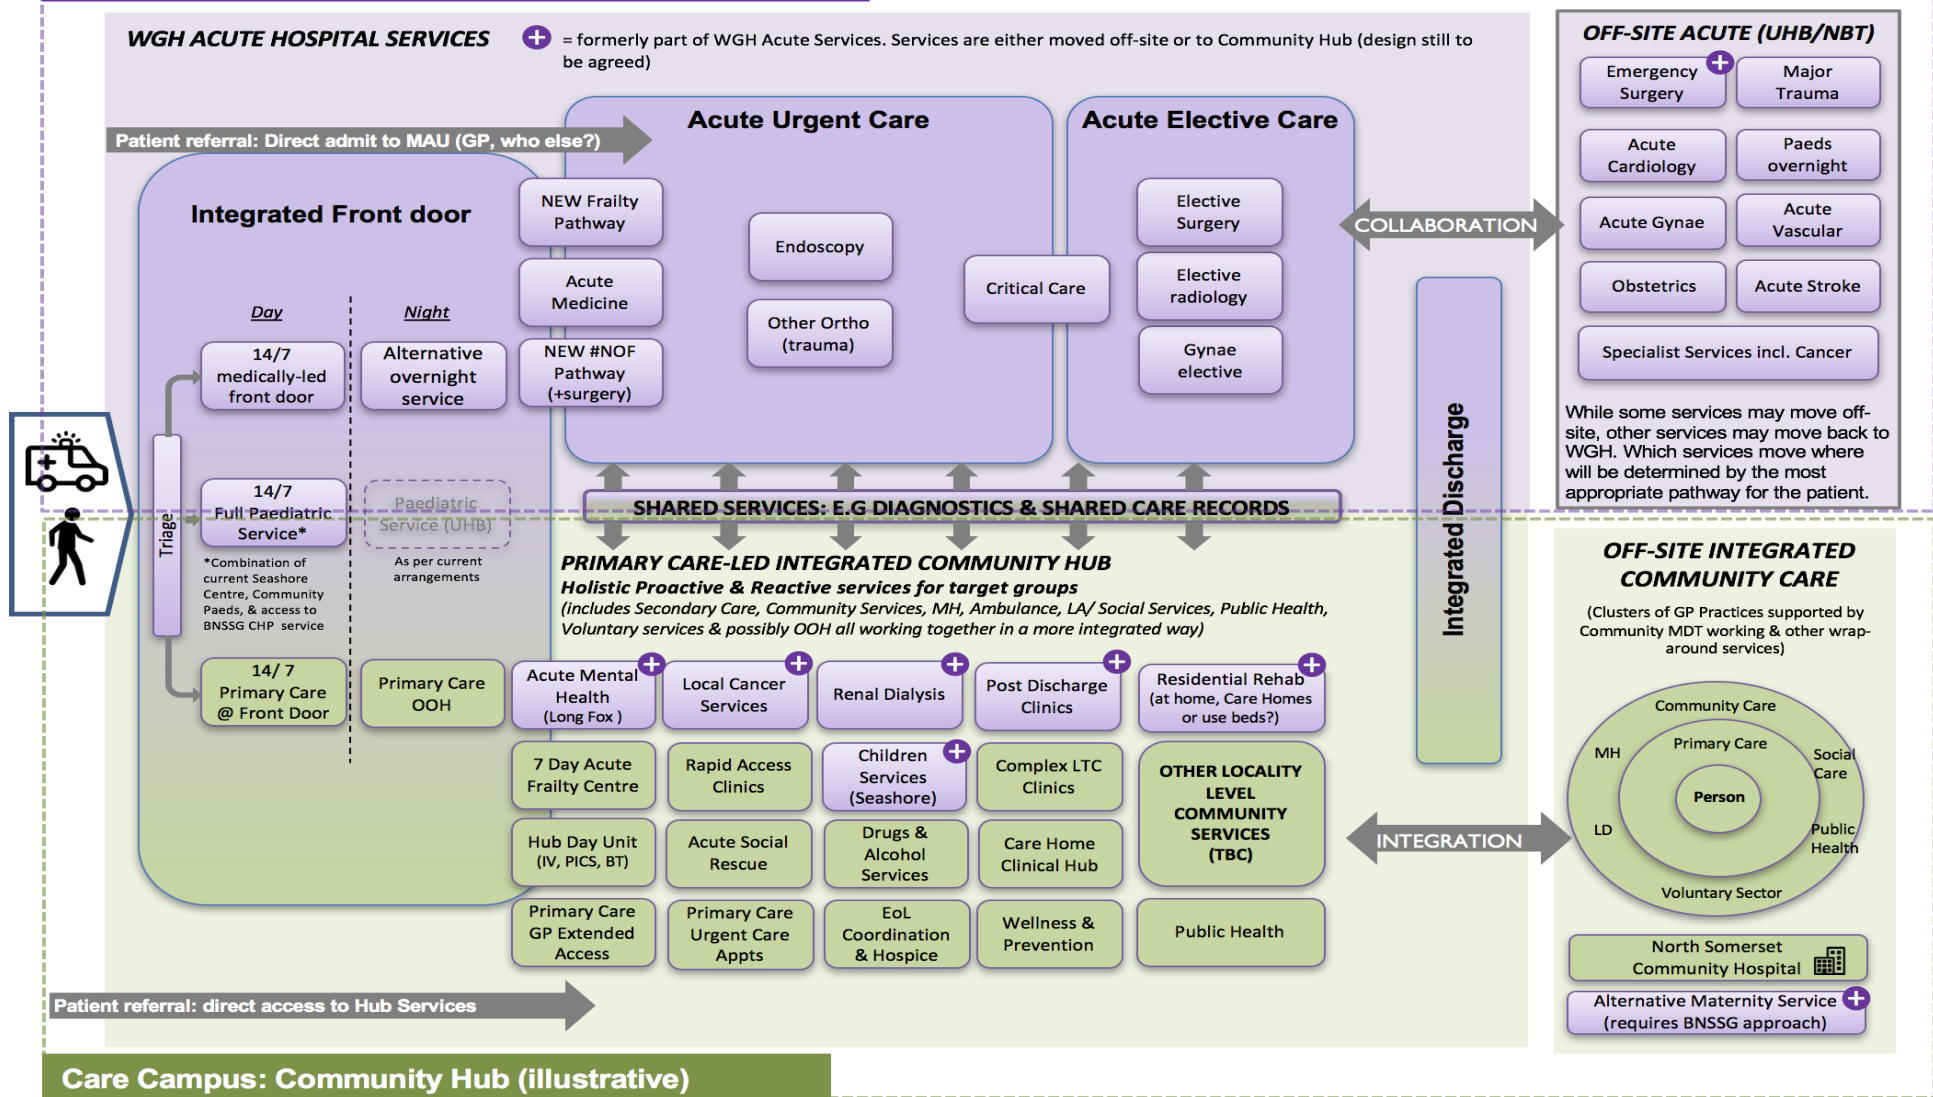 WGH ACUTE HOSPITAL SERVICES
= formerly part of WGH Acute Services. Services are either moved off-site or to Community Hub (design still to
be agreed)
Patient referral: Direct admit to MAU (GP, who else?)
Integrated Front door
Day
Night
14/7
medically-led
front door
Alternative
overnight
service
Triage
14/7
Full Paediatric
Service*
Paediatric
Service (UHB)
*Combination of
current Seashore
Centre, Community
Paeds, & access to
BNSSG CHP service
As per current
arrangements
14/ 7
Primary Care
@ Front Door
Primary Care
OOH
Acute Urgent Care
NEW Frailty
Pathway
Acute
Medicine
NEW #NOF
Pathway
(+surgery)
Endoscopy
Other Ortho
(trauma)
Critical Care
Acute Elective Care
Elective
Surgery
Elective
radiology
Gynae
elective
COLLABORATION
OFF-SITE ACUTE (UHB/NBT)
Emergency
Surgery
Major
Trauma
Acute
Cardiology
Paeds
overnight
Acute Gynae
Acute
Vascular
Obstetrics
Acute Stroke
Specialist Services incl. Cancer
While some services may move off-
site, other services may move back to
WGH. Which services move where
will be determined by the most
appropriate pathway for the patient.
SHARED SERVICES: E.G DIAGNOSTICS & SHARED CARE RECORDS
Integrated Discharge
PRIMARY CARE-LED INTEGRATED COMMUNITY HUB
Holistic Proactive & Reactive services for target groups
(includes Secondary Care, Community Services, MH, Ambulance, LA/ Social Services, Public Health,
Voluntary services & possibly OOH all working together in a more integrated way)
Acute Mental
Health
(Long Fox )
Local Cancer
Services
Renal Dialysis
Post Discharge
Clinics
Residential Rehab
(at home, Care Homes
or use beds?)
7 Day Acute
Frailty Centre
Rapid Access
Clinics
Children
Services
(Seashore)
Complex LTC
Clinics
OTHER LOCALITY
LEVEL
COMMUNITY
SERVICES
(TBC)
Hub Day Unit
(IV, PICS, BT)
Acute Social
Rescue
Drugs &
Alcohol
Services
Care Home
Clinical Hub
Primary Care
GP Extended
Access
Primary Care
Urgent Care
Appts
EoL
Coordination
& Hospice
Wellness &
Prevention
Public Health
INTEGRATION
OFF-SITE INTEGRATED
COMMUNITY CARE
(Clusters of GP Practices supported by
Community MDT working & other wrap-
around services)
Community Care
Primary Care
Person
MH
Social
Care
LD
Public
Health
Voluntary Sector
North Somerset
Community Hospital
Alternative Maternity Service
(requires BNSSG approach)
Patient referral: direct access to Hub Services
Care Campus: Community Hub (illustrative)